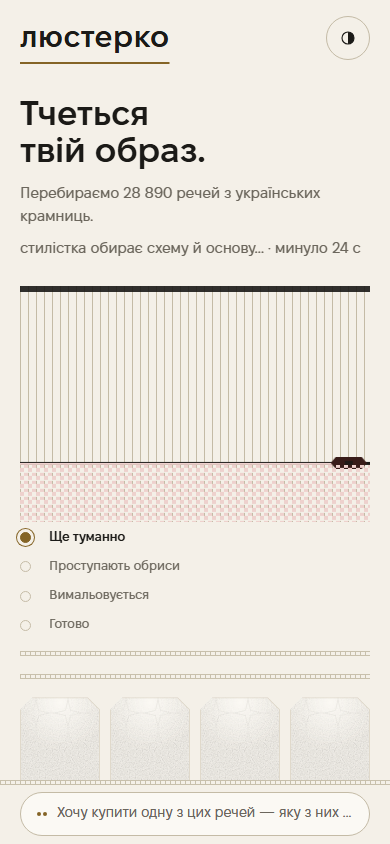 люстерко
Тчеться
твій образ.
Перебираємо 28 890 речей з українських
крамниць.
стилістка обирає схему й основу... · минуло 24 с
Ще туманно
Проступають обриси
Вимальовується
Готово
Хочу купити одну з цих речей — яку з них ...